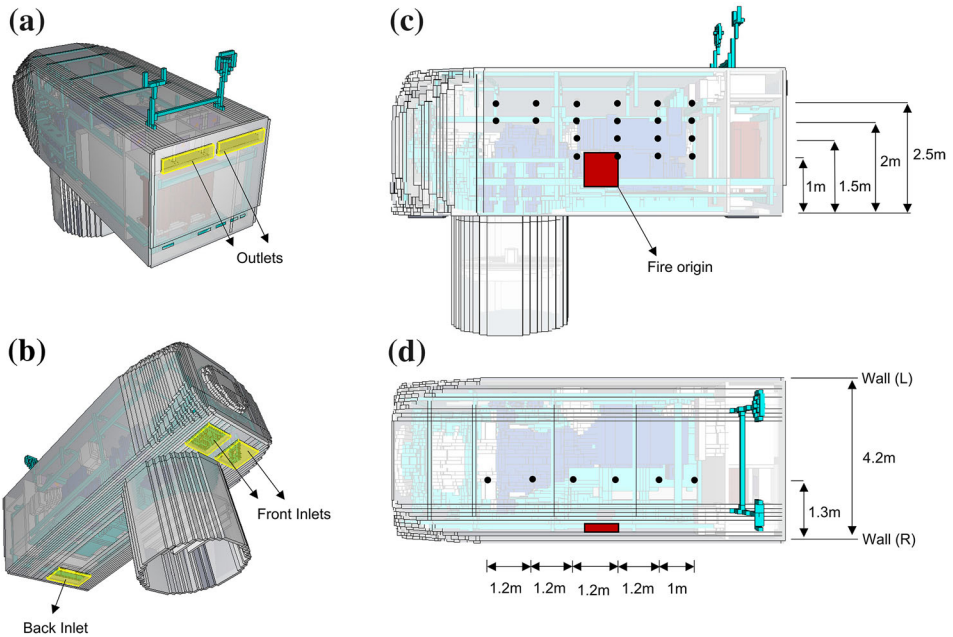 (a)
Outlets
(b)
Front Inlets
Back Inlet
(c)
1m
1.5m
2m
2.5m
Fire origin
(d)
Wall (L)
4.2m
1.3m
Wall (R)
1.2m
1.2m
1.2m
1.2m
1m